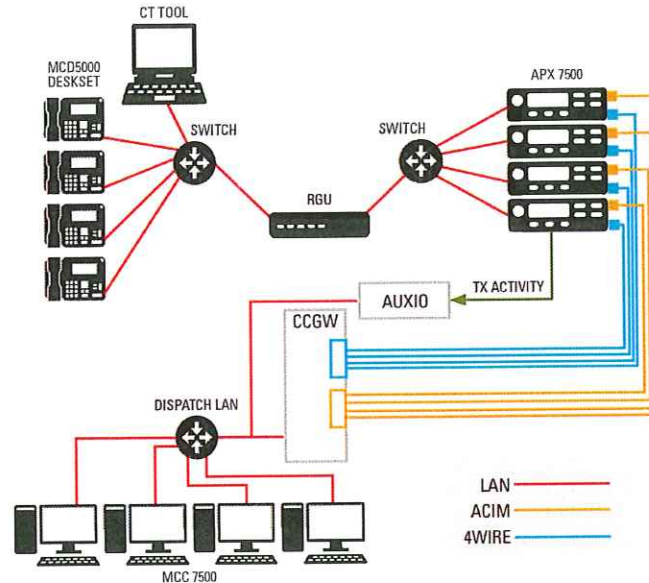 CT TOOL
MCD5000
DESKSET
SWITCH
SWITCH
APX 7500
RGU
AUXIO
TX ACTIVITY
CCGW
DISPATCH LAN
MCC 7500
LAN
ACIM
4WIRE